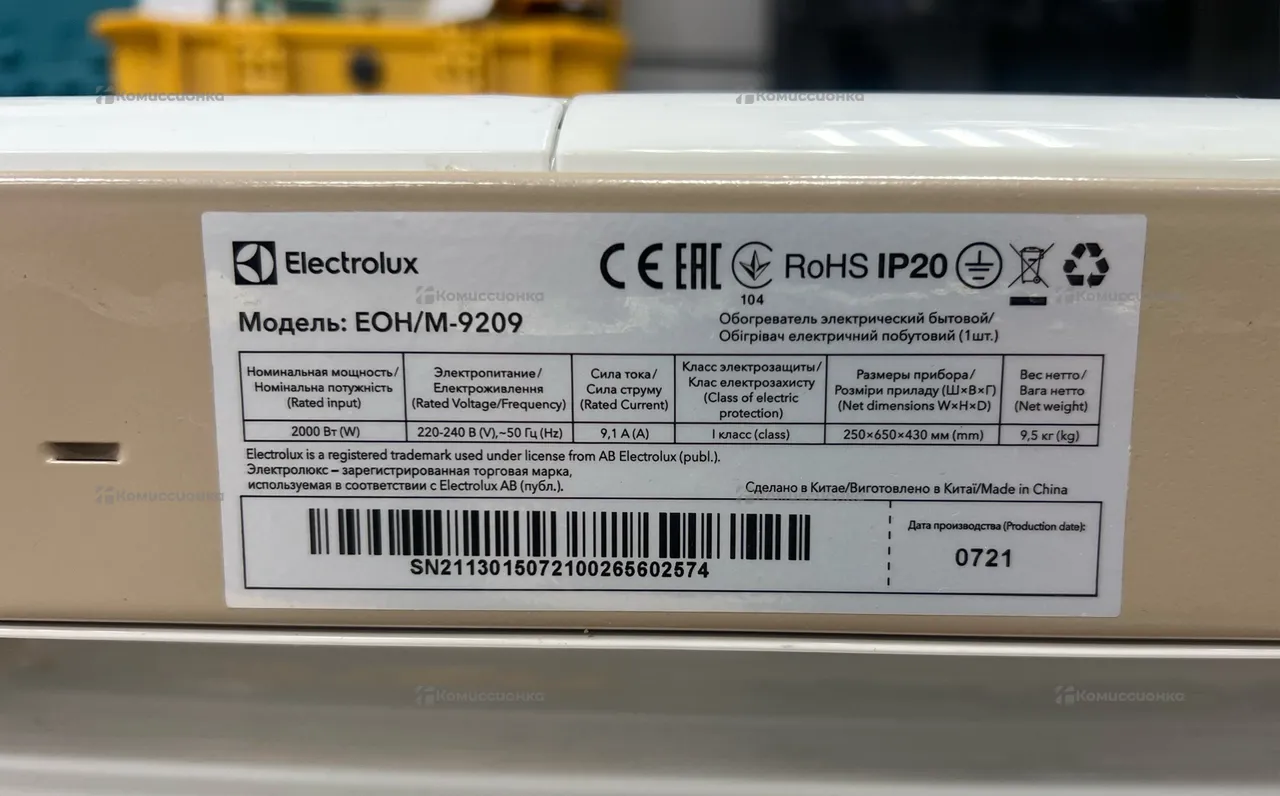 Комиссионка
Комиссионка
Electrolux
CE EAC RoHS IP20
104
Комиссионка
Комиссионка
Модель: EOH/M-9209
Обогреватель электрический бытовой/
Обігрівач електричний побутовий (1шт.)
Номинальная мощность/
Номінальна потужність
(Rated input)
Электропитание/
Електроживлення
(Rated Voltage/Frequency)
Сила тока/
Сила струму
(Rated Current)
Класс электрозащиты/
Клас електрозахисту
(Class of electric
protection)
Размеры прибора/
Розміри приладу (Ш×В×Г)
(Net dimensions W×H×D)
Вес нетто/
Вага нетто
(Net weight)
2000 Вт (W)
220-240 В (V),~50 Гц (Hz)
9,1 А (A)
I класс (class)
250×650×430 мм (mm)
9,5 кг (kg)
Electrolux is a registered trademark used under license from AB Electrolux (publ.).
Электролюкс – зарегистрированная торговая марка,
используемая в соответствии с Electrolux AB (публ.).
Сделано в Китае/Виготовлено в Китаї/Made in China
Комиссионка
Комиссионка
SN21130150721002656​02574
Дата производства (Production date):
0721
Комиссионка
Комиссионка